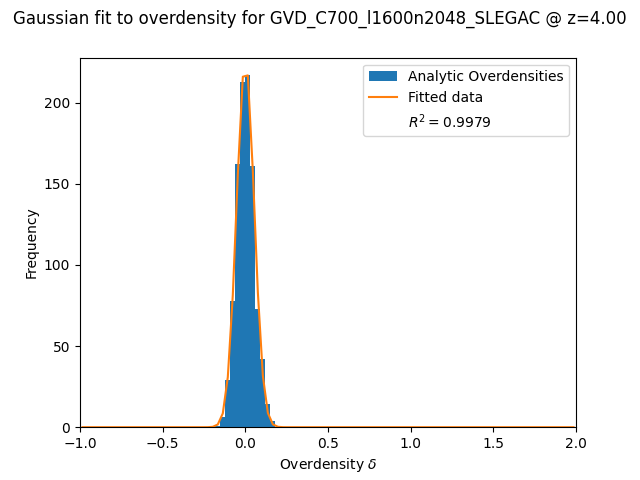 Gaussian fit to overdensity for GVD_C700_l1600n2048_SLEGAC @ z=4.00
Analytic Overdensities
Fitted data
R² = 0.9979
Frequency
200
150
100
50
0
−1.0 −0.5 0.0 0.5 1.0 1.5 2.0
Overdensity δ